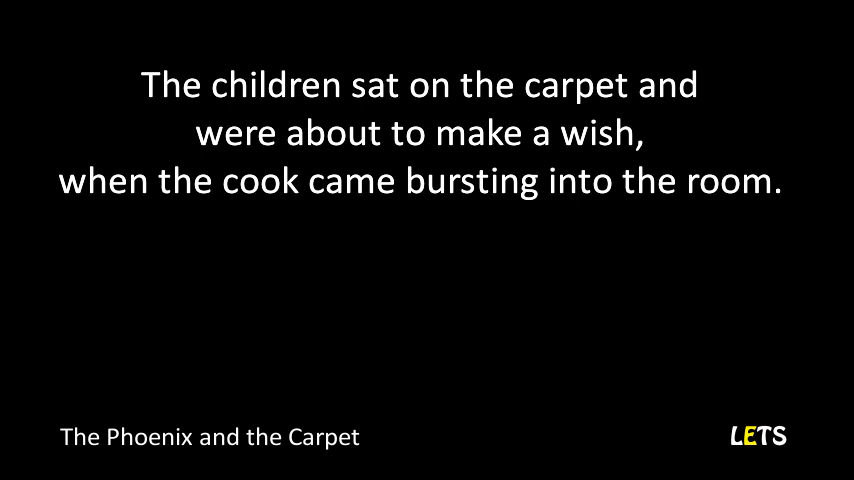 The children sat on the carpet and
were about to make a wish,
when the cook came bursting into the room.
The Phoenix and the Carpet
LETS